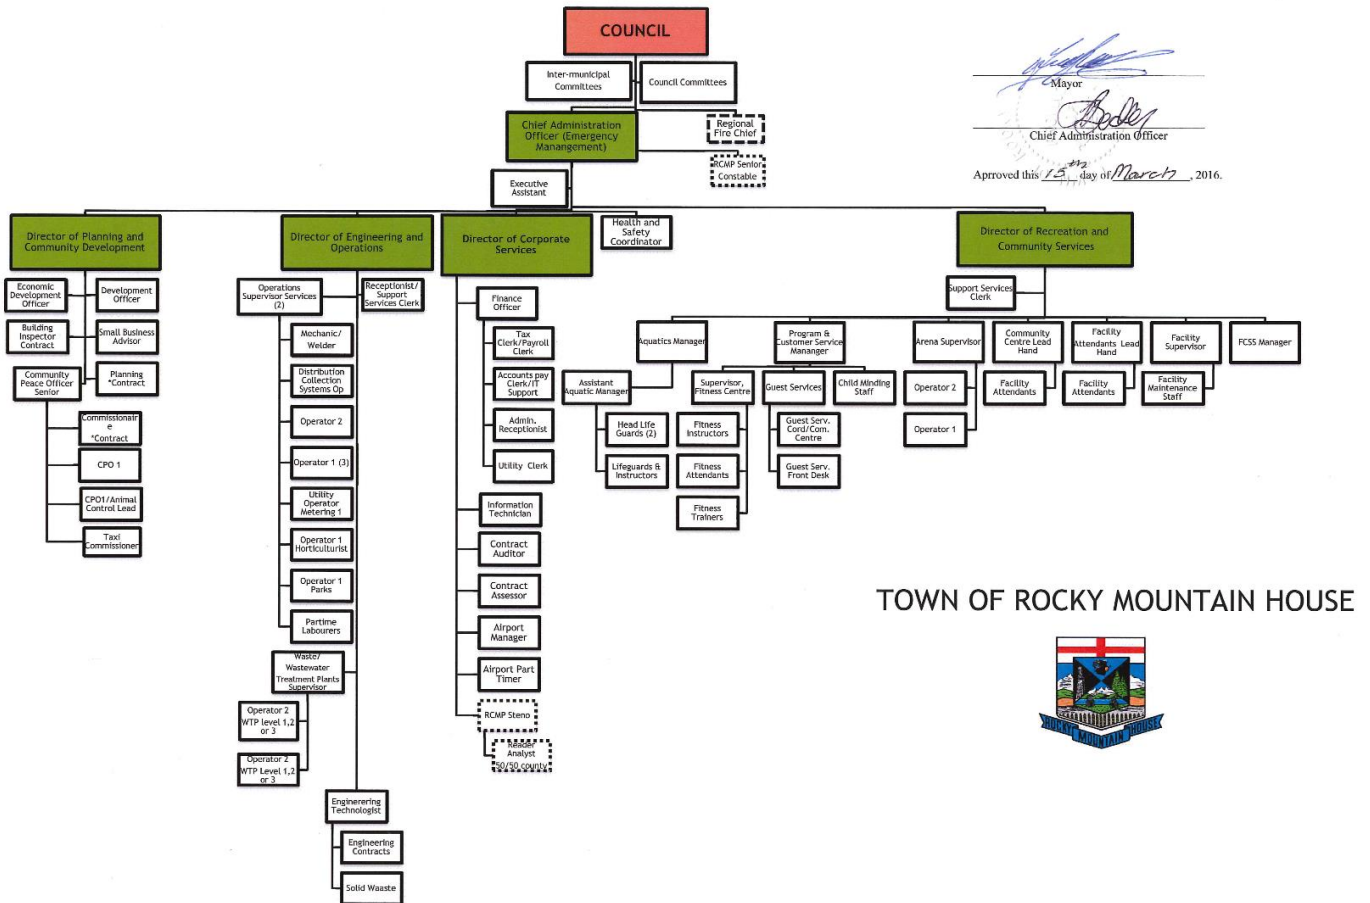 COUNCIL
Inter-municipal
Committees
Council Committees
Mayor
Chief Administration
Officer (Emergency
Manangement)
Regional
Fire Chief
Chief Administration Officer
RCMP Senior
Constable
Aproved this 15th day of March, 2016.
Executive
Assistant
Director of Planning and
Community Development
Director of Engineering and
Operations
Director of Corporate
Services
Health and
Safety
Coordinator
Director of Recreation and
Community Services
Economic
Development
Officer
Development
Officer
Building
Inspector
Contract
Small Business
Advisor
Community
Peace Officer
Senior
Planning
*Contract
Commissionair
e
*Contract
CPO 1
CPO1/Animal
Control Lead
Taxi
Commissioner
Operations
Supervisor Services
(2)
Receptionist/
Support
Services Clerk
Mechanic/
Welder
Distribution
Collection
Systems Op
Operator 2
Operator 1 (3)
Utility
Operator
Metering 1
Operator 1
Horticulturist
Operator 1
Parks
Partime
Labourers
Waste/
Wastewater
Treatment Plants
Supervisor
Operator 2
WTP level 1,2
or 3
Operator 2
WTP Level 1,2
or 3
Enginerering
Technologist
Engineering
Contracts
Solid Waaste
Finance
Officer
Tax
Clerk/Payroll
Clerk
Accounts pay
Clerk/IT
Support
Admin.
Receptionist
Utility Clerk
Information
Technician
Contract
Auditor
Contract
Assessor
Airport
Manager
Airport Part
Timer
RCMP Steno
Reader
Analyst
50/50 county
Support Services
Clerk
Aquatics Manager
Program &
Customer Service
Mananger
Arena Supervisor
Community
Centre Lead
Hand
Facility
Attendants Lead
Hand
Facility
Supervisor
FCSS Manager
Assistant
Aquatic Manager
Supervisor,
Fitness Centre
Guest Services
Child Minding
Staff
Operator 2
Facility
Attendants
Facility
Attendants
Facility
Maintenance
Staff
Head Life
Guards (2)
Fitness
Instructors
Guest Serv.
Cord/Com.
Centre
Operator 1
Lifeguards &
Instructors
Fitness
Attendants
Guest Serv.
Front Desk
Fitness
Trainers
TOWN OF ROCKY MOUNTAIN HOUSE
ROCKY MOUNTAIN HOUSE